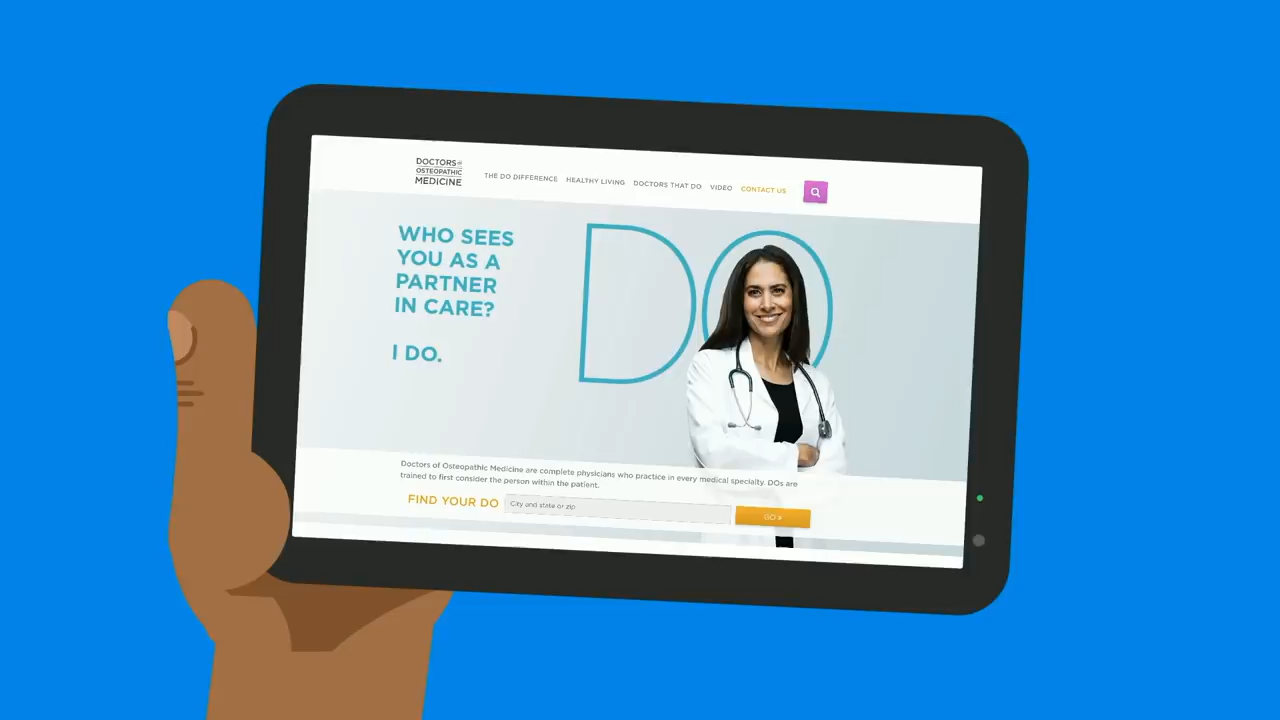 DOCTORS OF
OSTEOPATHIC
MEDICINE
THE DO DIFFERENCE HEALTHY LIVING DOCTORS THAT DO VIDEO CONTACT US
WHO SEES
YOU AS A
PARTNER
IN CARE?
I DO.
DO
Doctors of Osteopathic Medicine are complete physicians who practice in every medical specialty. DOs are
trained to first consider the person within the patient.
FIND YOUR DO City and state or zip GO